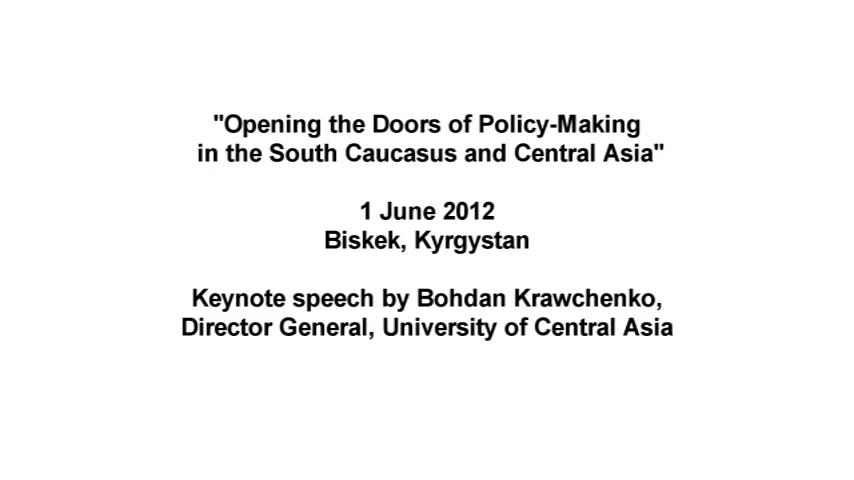 "Opening the Doors of Policy-Making
in the South Caucasus and Central Asia"
1 June 2012
Biskek, Kyrgystan
Keynote speech by Bohdan Krawchenko,
Director General, University of Central Asia